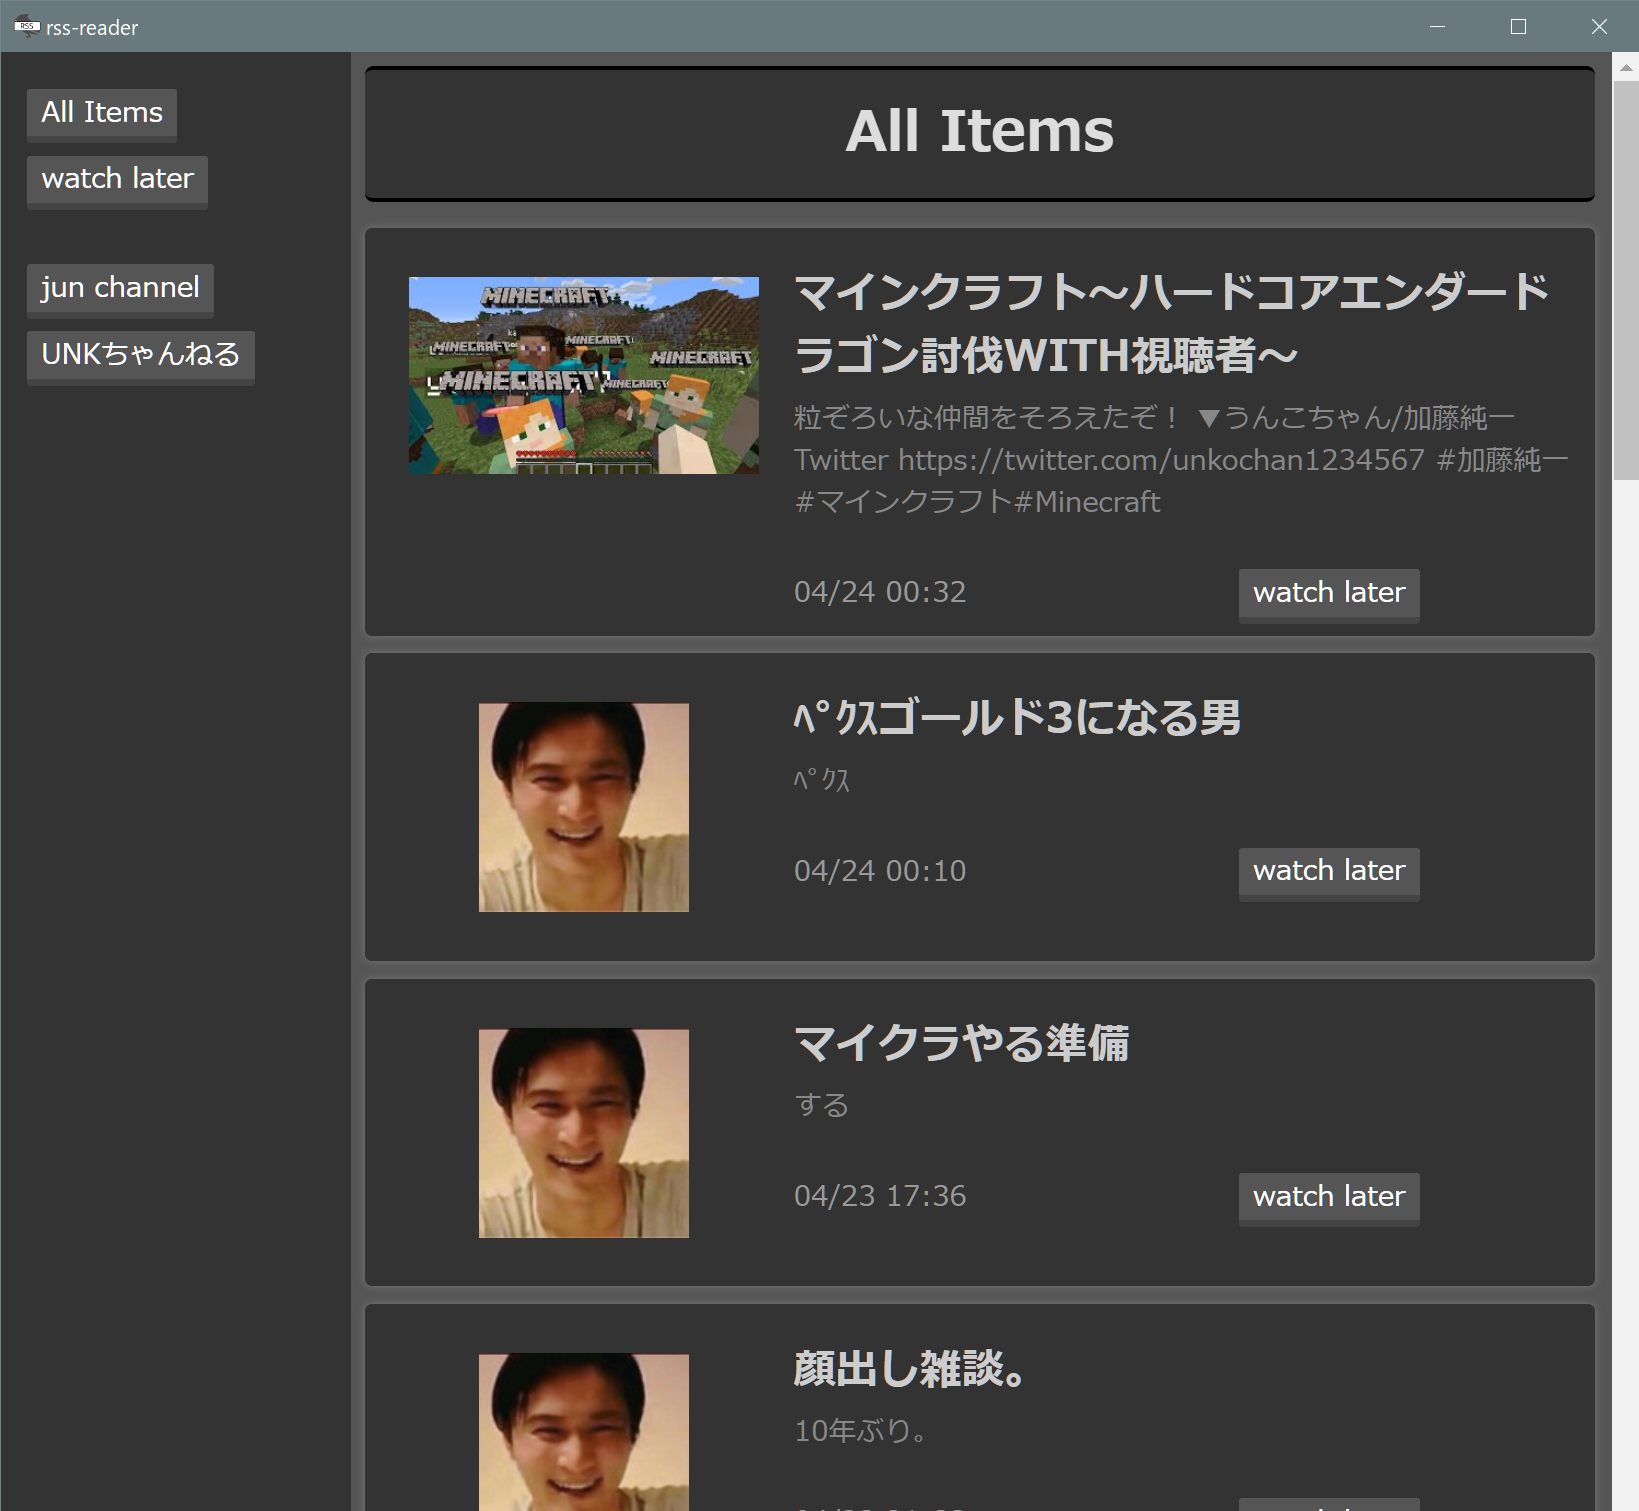 rss-reader
All Items
watch later
jun channel
UNKちゃんねる
All Items
MINECRAFT
MINECRAFT
MINECRAFT
MINECRAFT
MINECRAFT
MINECRAFT
マインクラフト～ハードコアエンダード
ラゴン討伐WITH視聴者～
粒ぞろいな仲間をそろえたぞ！ ▼うんこちゃん/加藤純一
Twitter https://twitter.com/unkochan1234567 #加藤純一
#マインクラフト#Minecraft
04/24 00:32
watch later
ﾍﾟｸｽゴールド3になる男
ﾍﾟｸｽ
04/24 00:10
watch later
マイクラやる準備
する
04/23 17:36
watch later
顔出し雑談。
10年ぶり。